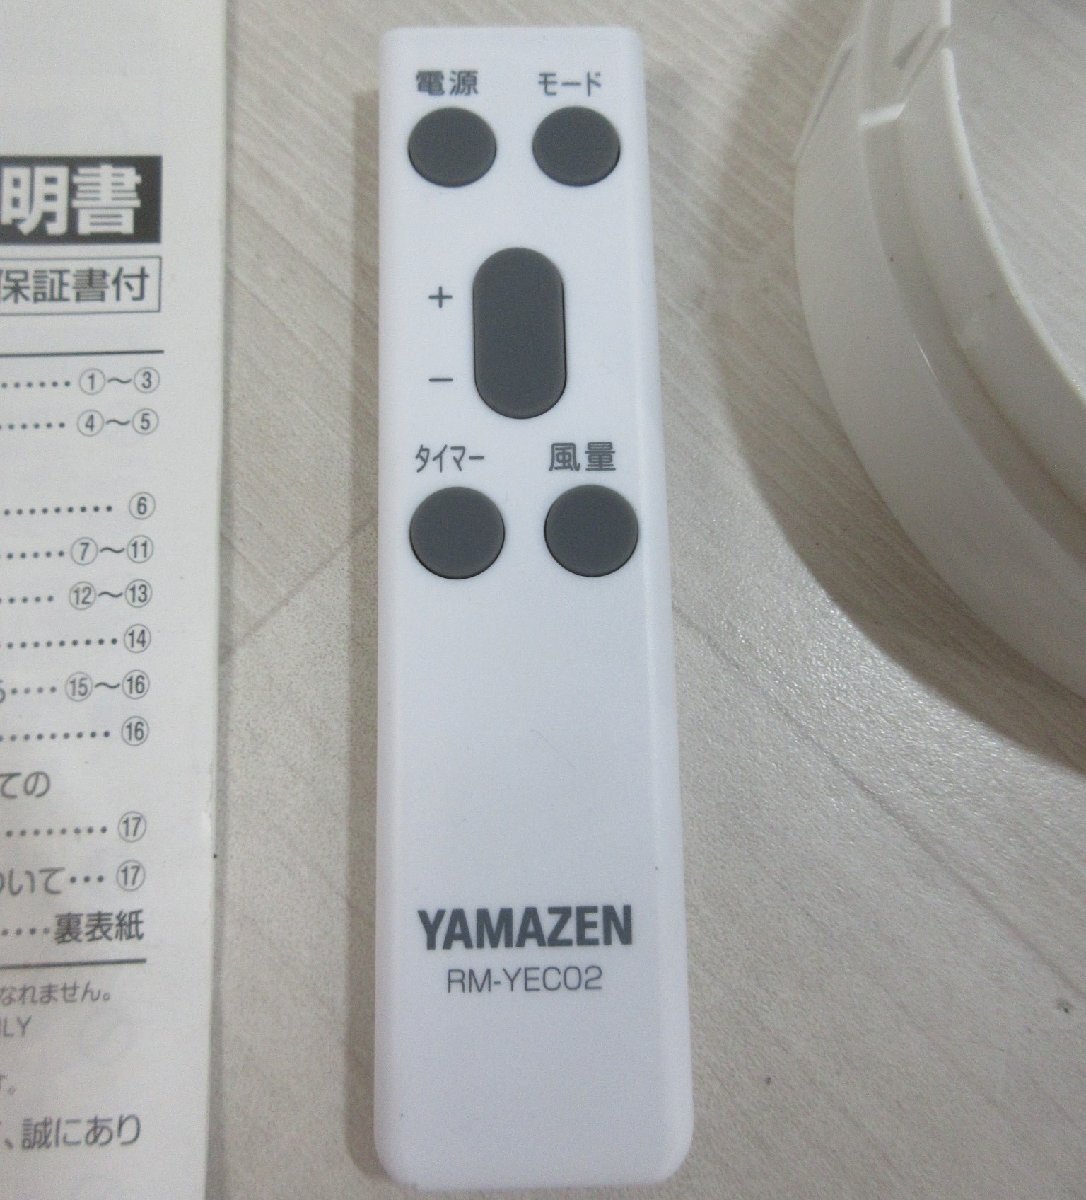 明書
保証書付
①～③
④～⑤
⑥
⑦～⑪
⑫～⑬
⑭
⑮～⑯
⑯
ての
⑰
ついて… ⑰
裏表紙
なれません。
LY
す。
、誠にあり
電源 モード
+
−
タイマー 風量
YAMAZEN
RM-YEC02